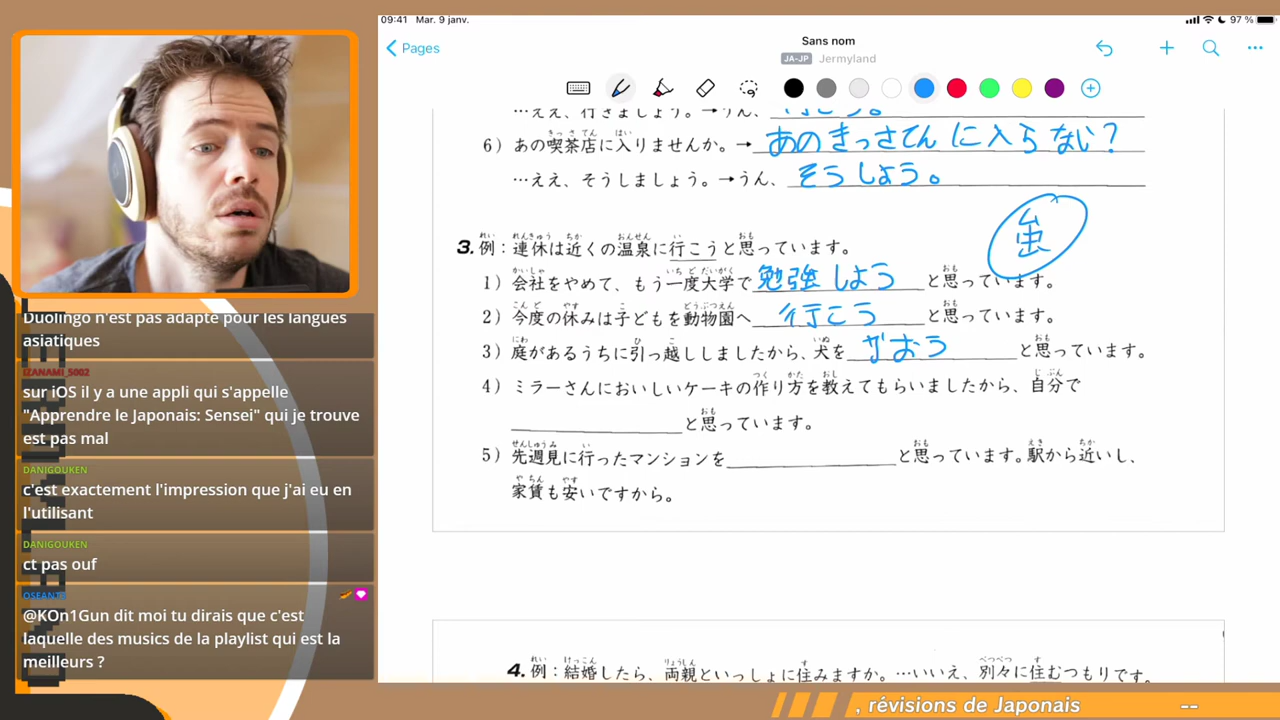 09:41 Mar. 9 janv.
97 %
Pages
Sans nom
JA-JP Jermyland
…ええ、行きましょう。→うん、行こう。
6) あの喫茶店に入りませんか。→ あのきっさてんに入らない?
…ええ、そうしましょう。→うん、そうしよう。
3. 例：連休は近くの温泉に行こうと思っています。
1) 会社をやめて、もう一度大学で 勉強しよう と思っています。
2) 今度の休みは子どもを動物園へ 行こう と思っています。
3) 庭があるうちに引っ越ししましたから、犬を かおう と思っています。
4) ミラーさんにおいしいケーキの作り方を教えてもらいましたから、自分で
と思っています。
5) 先週見に行ったマンションを と思っています。駅から近いし、
家賃も安いですから。
4. 例：結婚したら、両親といっしょに住みますか。…いいえ、別々に住むつもりです。
Duolingo n'est pas adapté pour les langues
asiatiques
IZANAMI_5002
sur iOS il y a une appli qui s'appelle
"Apprendre le Japonais: Sensei" qui je trouve
est pas mal
DANIGOUKEN
c'est exactement l'impression que j'ai eu en
l'utilisant
DANIGOUKEN
ct pas ouf
@KOn1Gun dit moi tu dirais que c'est
laquelle des musics de la playlist qui est la
meilleurs ?
, révisions de Japonais --